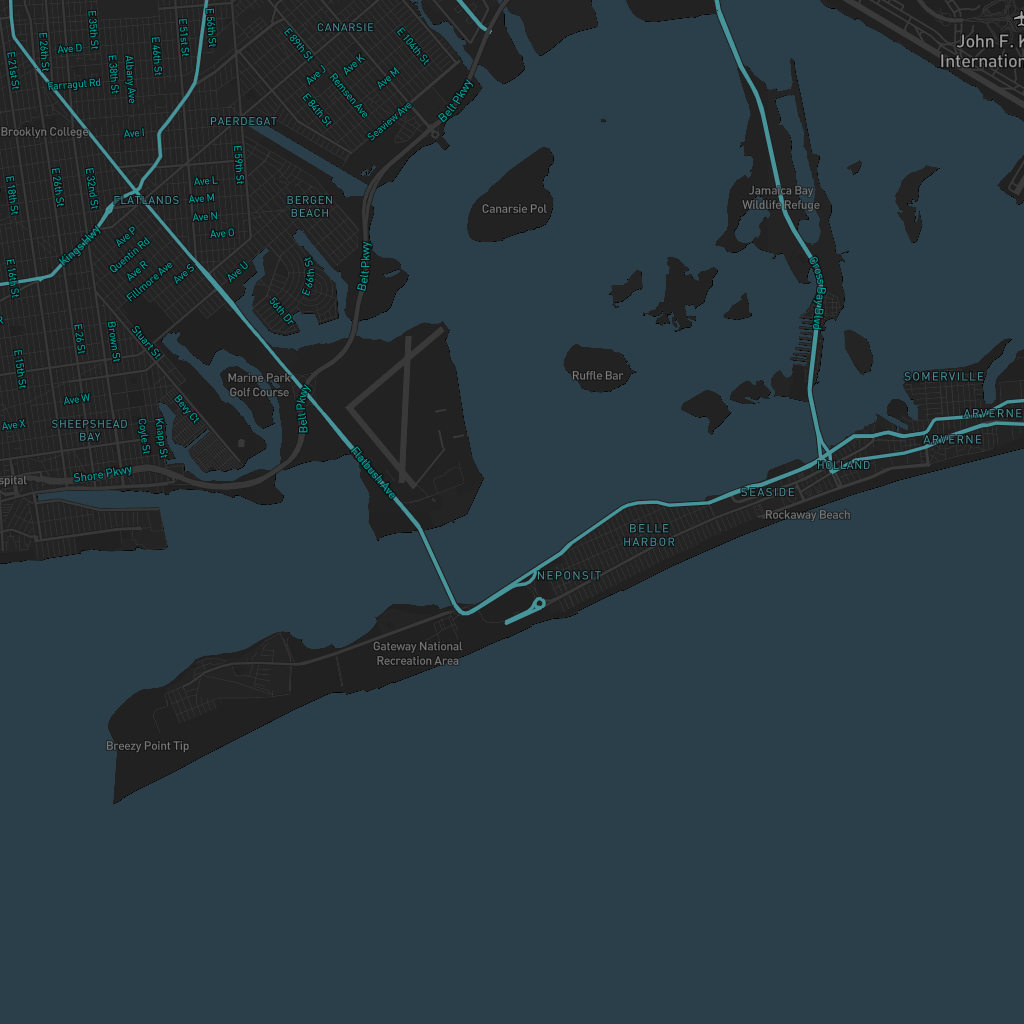 CANARSIE
E 35th St
E 56th St
E 26th St
E 51st St
E 46th St
Ave D
E 21st St
E 38th St
Albany Ave
Farragut Rd
E 89th St
E 104th St
Ave J
Ave K
Ave M
Remsen Ave
E 84th St
Seaview Ave
Belt Pkwy
John F. K
Internation
PAERDEGAT
Brooklyn College
Ave I
E 59th St
E 18th St
E 26th St
E 32nd St
Ave L
Ave M
Ave N
Ave O
FLATLANDS
BERGEN
BEACH
Canarsie Pol
Jamaica Bay
Wildlife Refuge
Kings Hwy
Ave P
Quentin Rd
Ave R
Fillmore Ave
Ave S
Ave U
E 16th St
E 66th St
56th Dr
Belt Pkwy
Cross Bay Blvd
E 26 St
Brown St
Stuart St
E 15th St
Marine Park
Golf Course
Ruffle Bar
SOMERVILLE
Ave W
Bevy Ct
Belt Pkwy
ARVERNE
Ave X
SHEEPSHEAD
BAY
Coyle St
Knapp St
ARVERNE
Shore Pkwy
spital
Flatbush Ave
HOLLAND
SEASIDE
Rockaway Beach
BELLE
HARBOR
NEPONSIT
Gateway National
Recreation Area
Breezy Point Tip